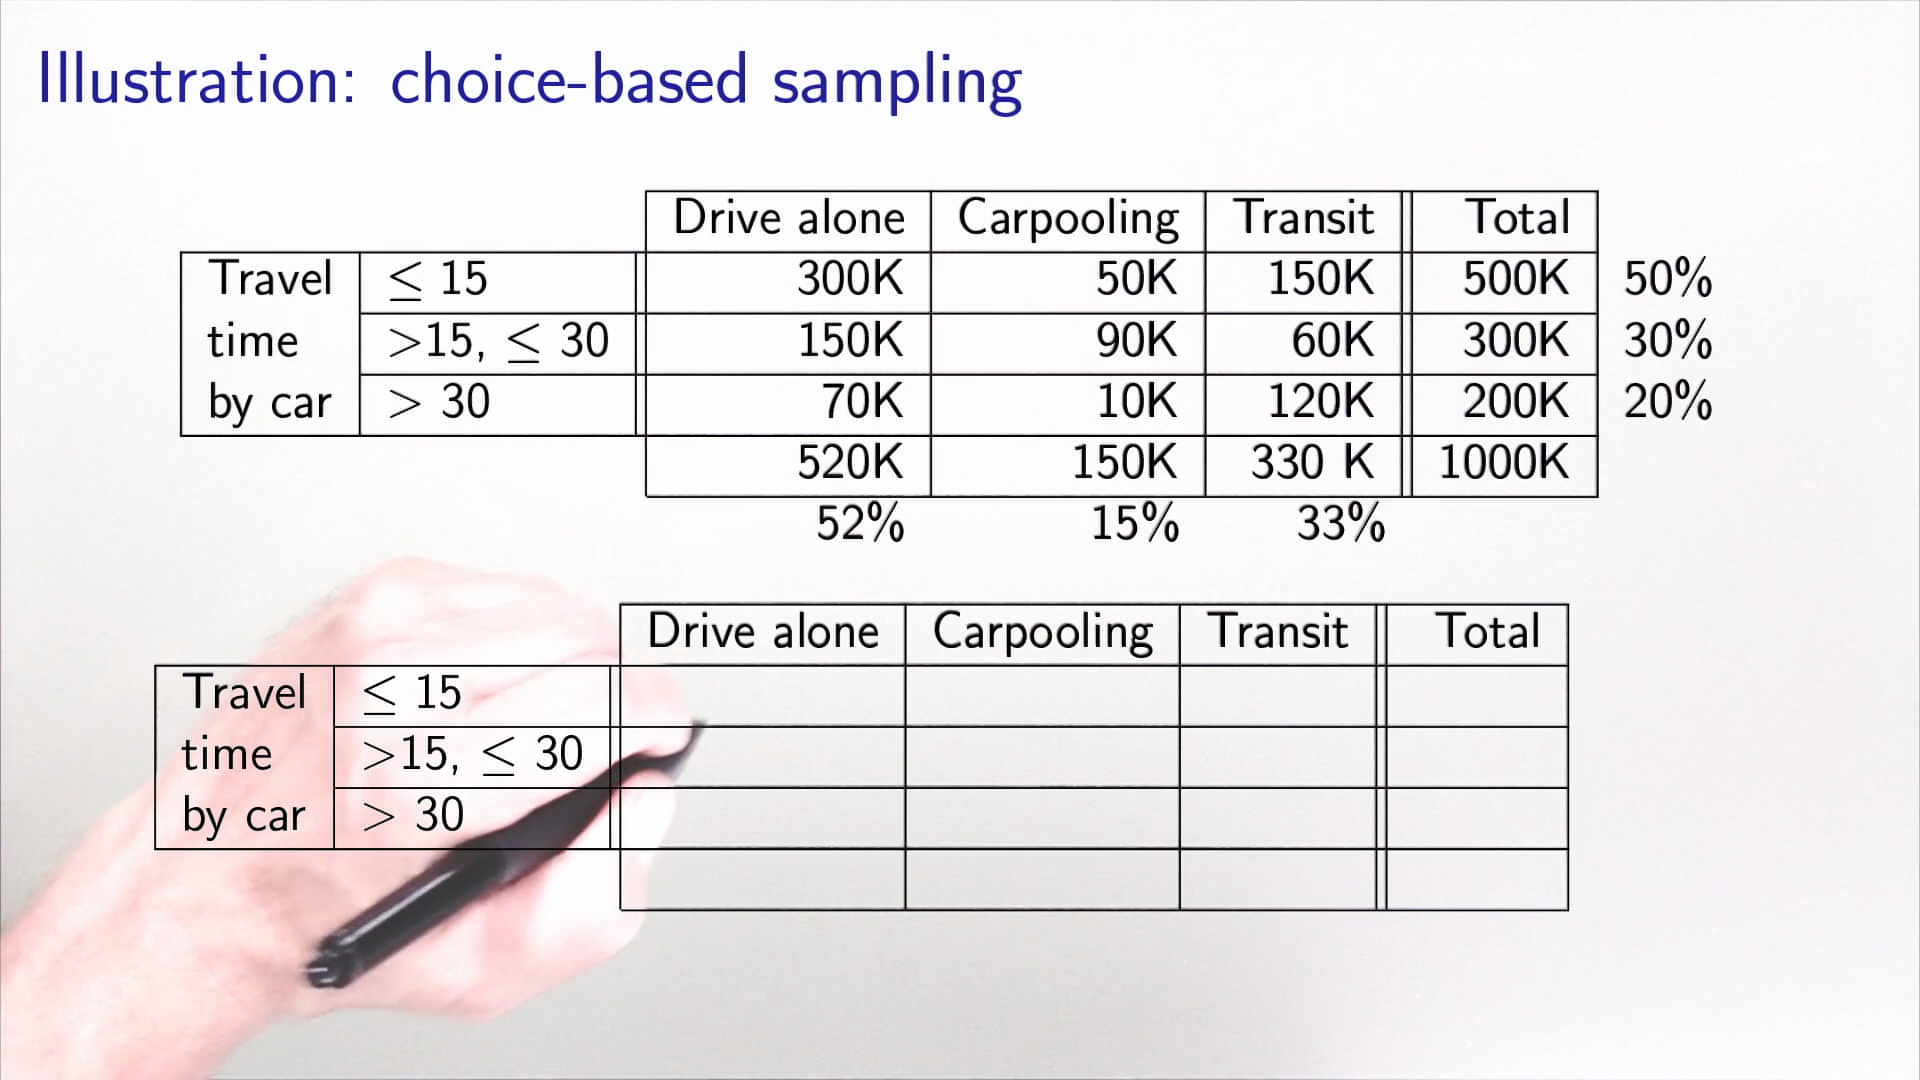 Illustration: choice-based sampling
Drive alone Carpooling Transit Total
Travel ≤ 15 300K 50K 150K 500K 50%
time >15, ≤ 30 150K 90K 60K 300K 30%
by car > 30 70K 10K 120K 200K 20%
520K 150K 330 K 1000K
52% 15% 33%
Drive alone Carpooling Transit Total
Travel ≤ 15
time >15, ≤ 30
by car > 30